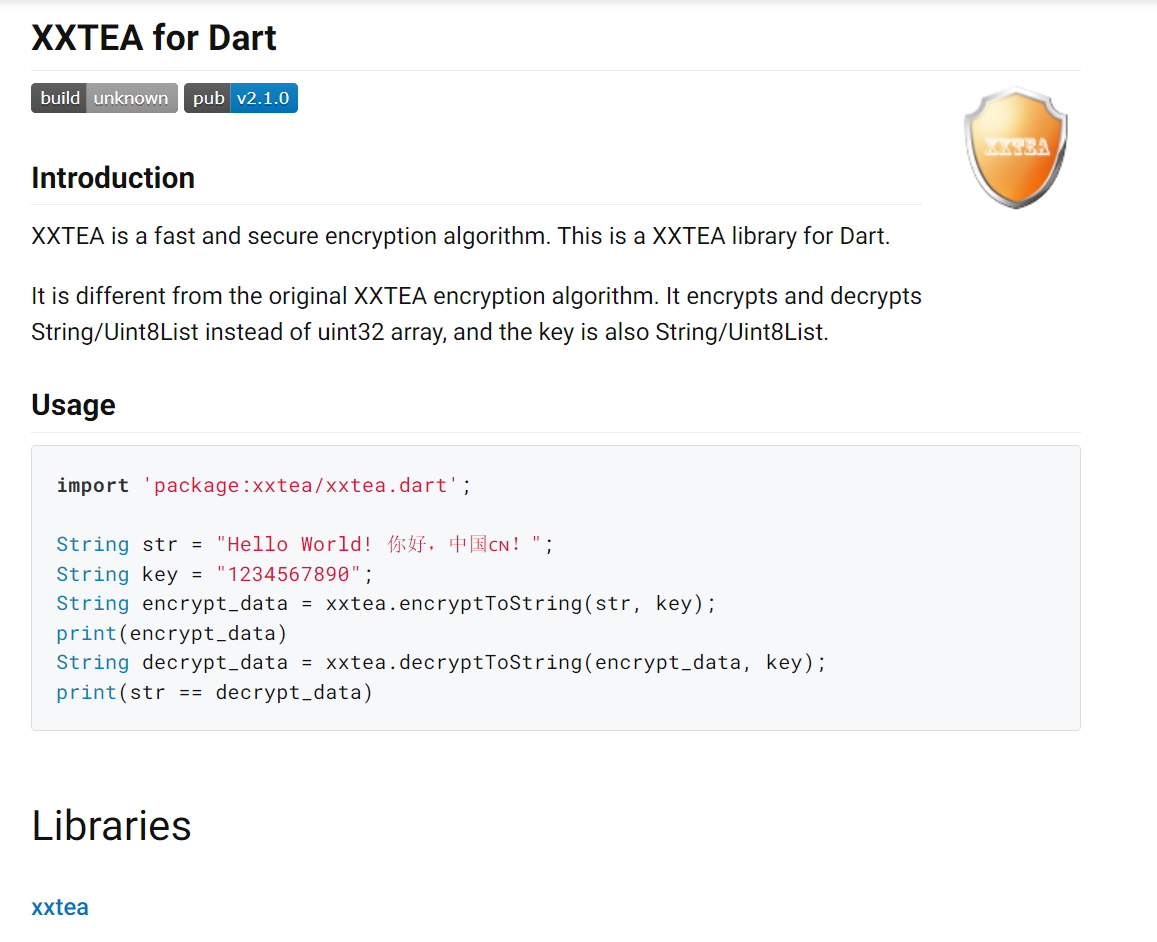 XXTEA for Dart
build unknown pub v2.1.0
XXTEA
Introduction
XXTEA is a fast and secure encryption algorithm. This is a XXTEA library for Dart.
It is different from the original XXTEA encryption algorithm. It encrypts and decrypts
String/Uint8List instead of uint32 array, and the key is also String/Uint8List.
Usage
import 'package:xxtea/xxtea.dart';
String str = "Hello World! 你好，中国🇨🇳！";
String key = "1234567890";
String encrypt_data = xxtea.encryptToString(str, key);
print(encrypt_data)
String decrypt_data = xxtea.decryptToString(encrypt_data, key);
print(str == decrypt_data)
Libraries
xxtea